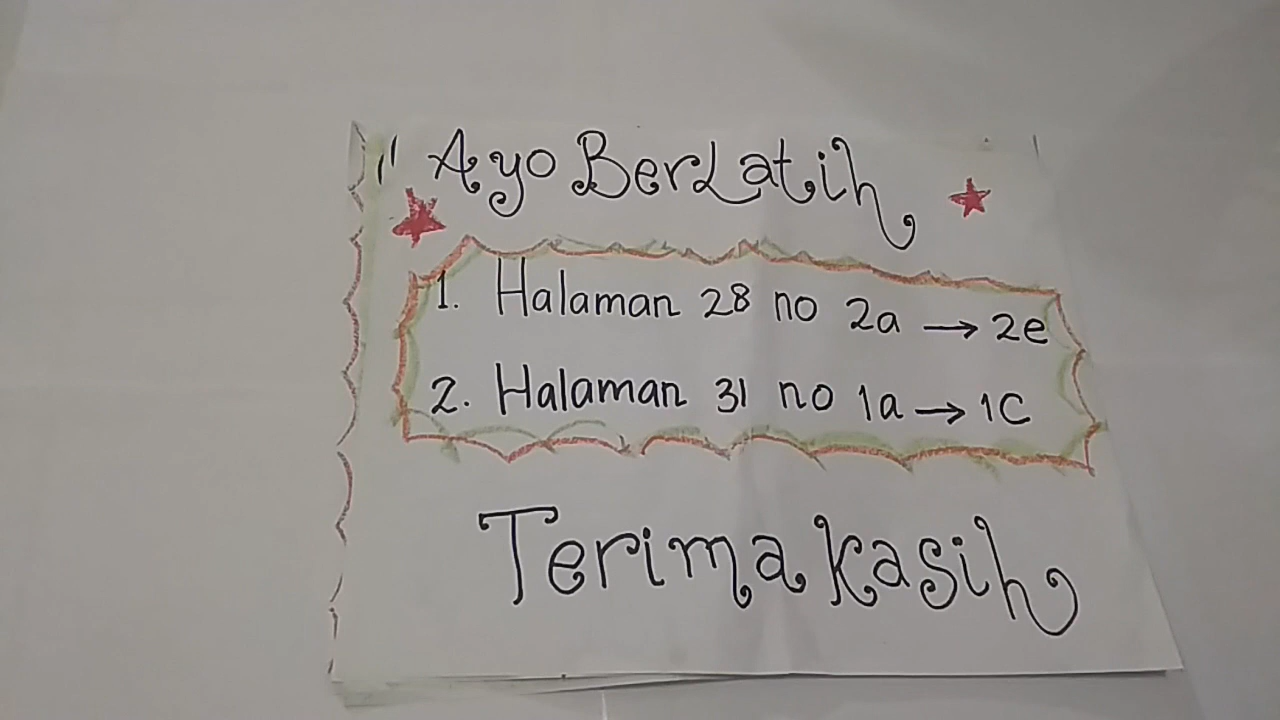 Ayo BerLatih
1. Halaman 28 no 2a → 2e
2. Halaman 31 no 1a → 1c
Terima kasih